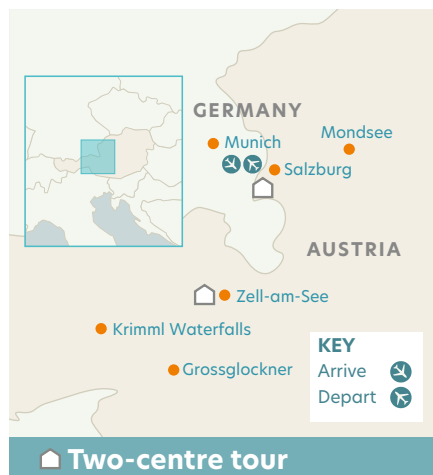 GERMANY
Munich
Mondsee
Salzburg
AUSTRIA
Zell-am-See
Krimml Waterfalls
Grossglockner
KEY
Arrive
Depart
Two-centre tour